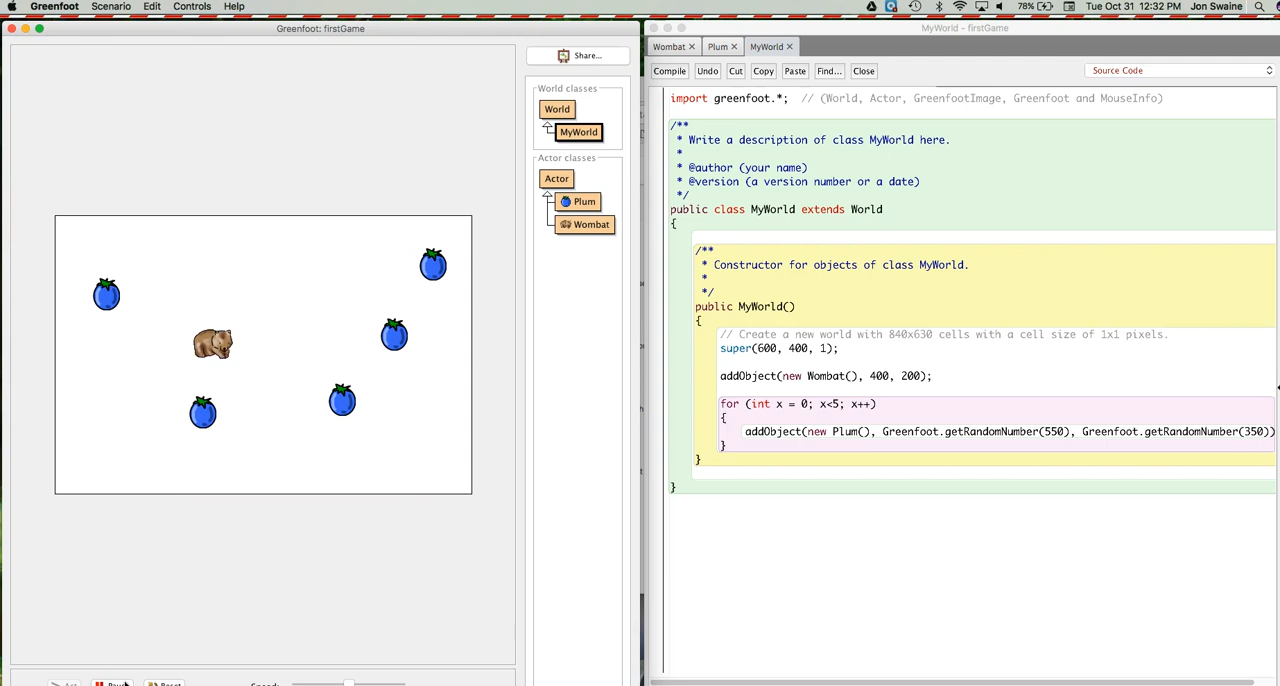 Greenfoot Scenario Edit Controls Help 78% Tue Oct 31 12:32 PM Jon Swaine
Greenfoot: firstGame
Share...
World classes
World
MyWorld
Actor classes
Actor
Plum
Wombat
MyWorld - firstGame
Wombat × Plum × MyWorld ×
Compile Undo Cut Copy Paste Find... Close Source Code
import greenfoot.*;  // (World, Actor, GreenfootImage, Greenfoot and MouseInfo)
/**
 * Write a description of class MyWorld here.
 *
 * @author (your name)
 * @version (a version number or a date)
 */
public class MyWorld extends World
{
/**
 * Constructor for objects of class MyWorld.
 *
 */
public MyWorld()
{
// Create a new world with 840x630 cells with a cell size of 1x1 pixels.
super(600, 400, 1);
addObject(new Wombat(), 400, 200);
for (int x = 0; x<5; x++)
{
addObject(new Plum(), Greenfoot.getRandomNumber(550), Greenfoot.getRandomNumber(350))
}
}
}